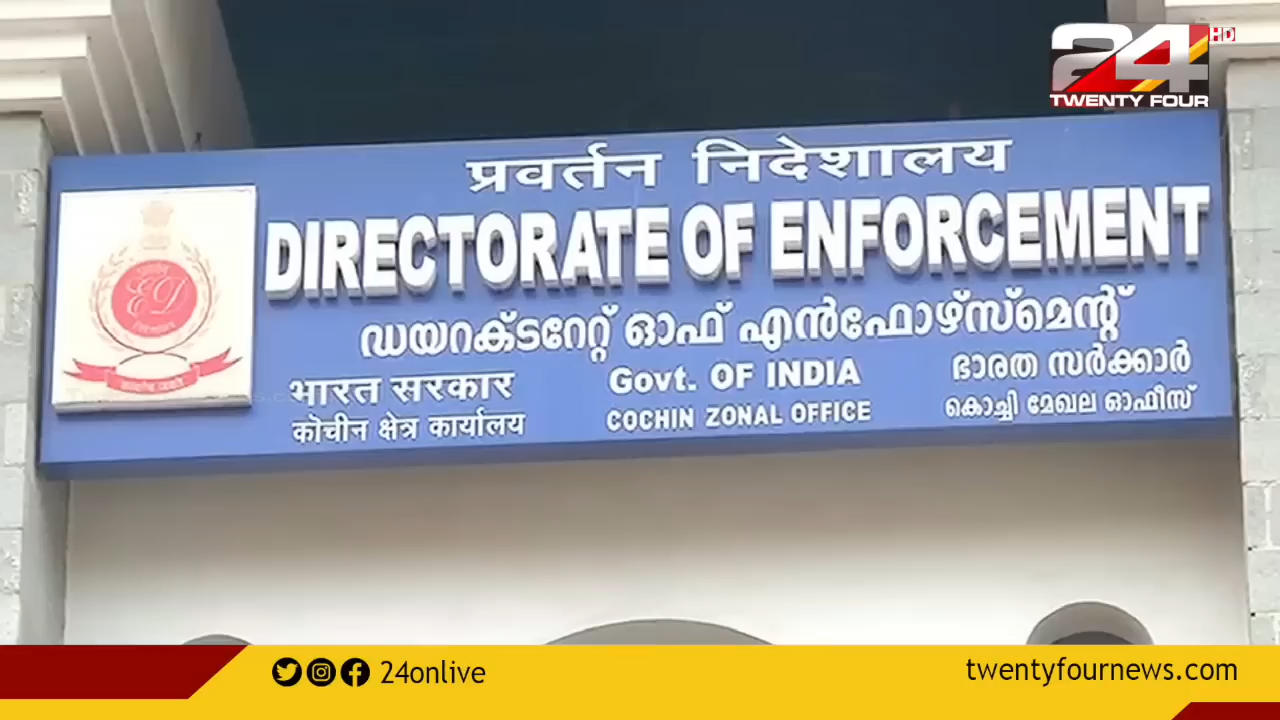 24 HD
TWENTY FOUR
प्रवर्तन निदेशालय
DIRECTORATE OF ENFORCEMENT
ഡയറക്ടറേറ്റ് ഓഫ് എൻഫോഴ്സ്മെന്റ്
भारत सरकार
Govt. OF INDIA
ഭാരത സർക്കാർ
कोचीन क्षेत्र कार्यालय
COCHIN ZONAL OFFICE
കൊച്ചി മേഖല ഓഫീസ്
ED
24onlive
twentyfournews.com